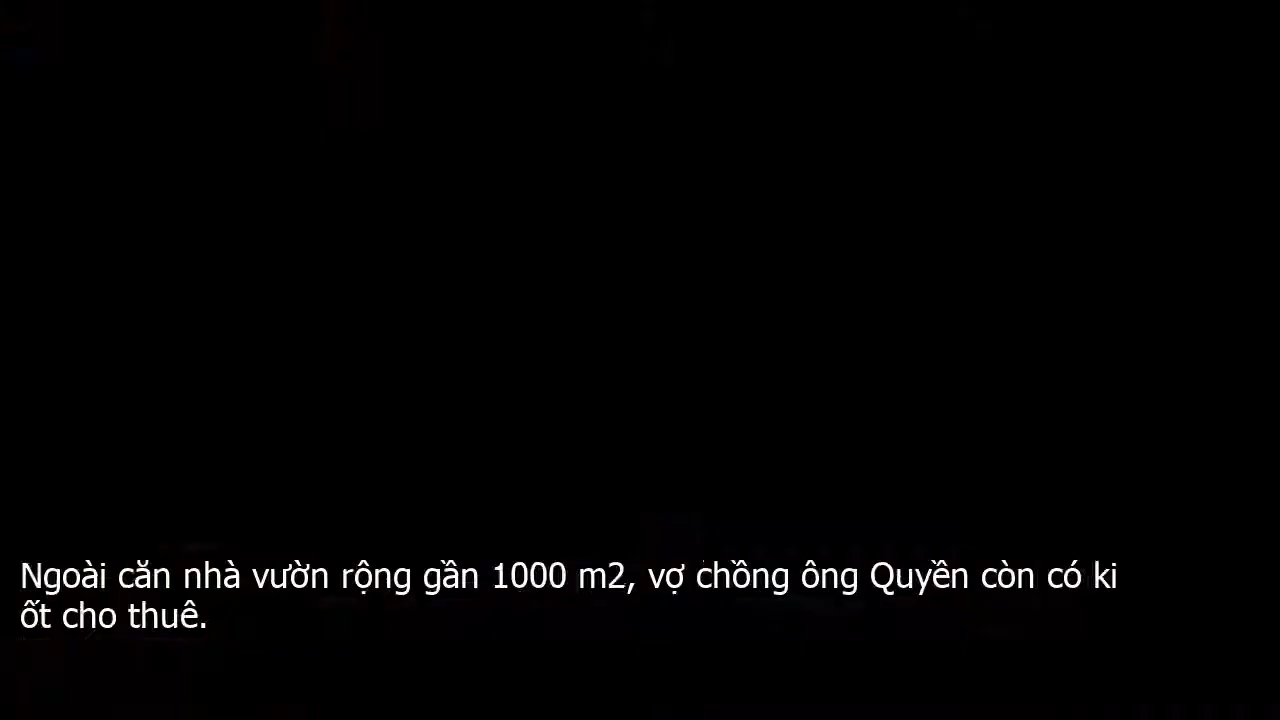 Ngoài căn nhà vườn rộng gần 1000 m2, vợ chồng ông Quyền còn có ki
ốt cho thuê.